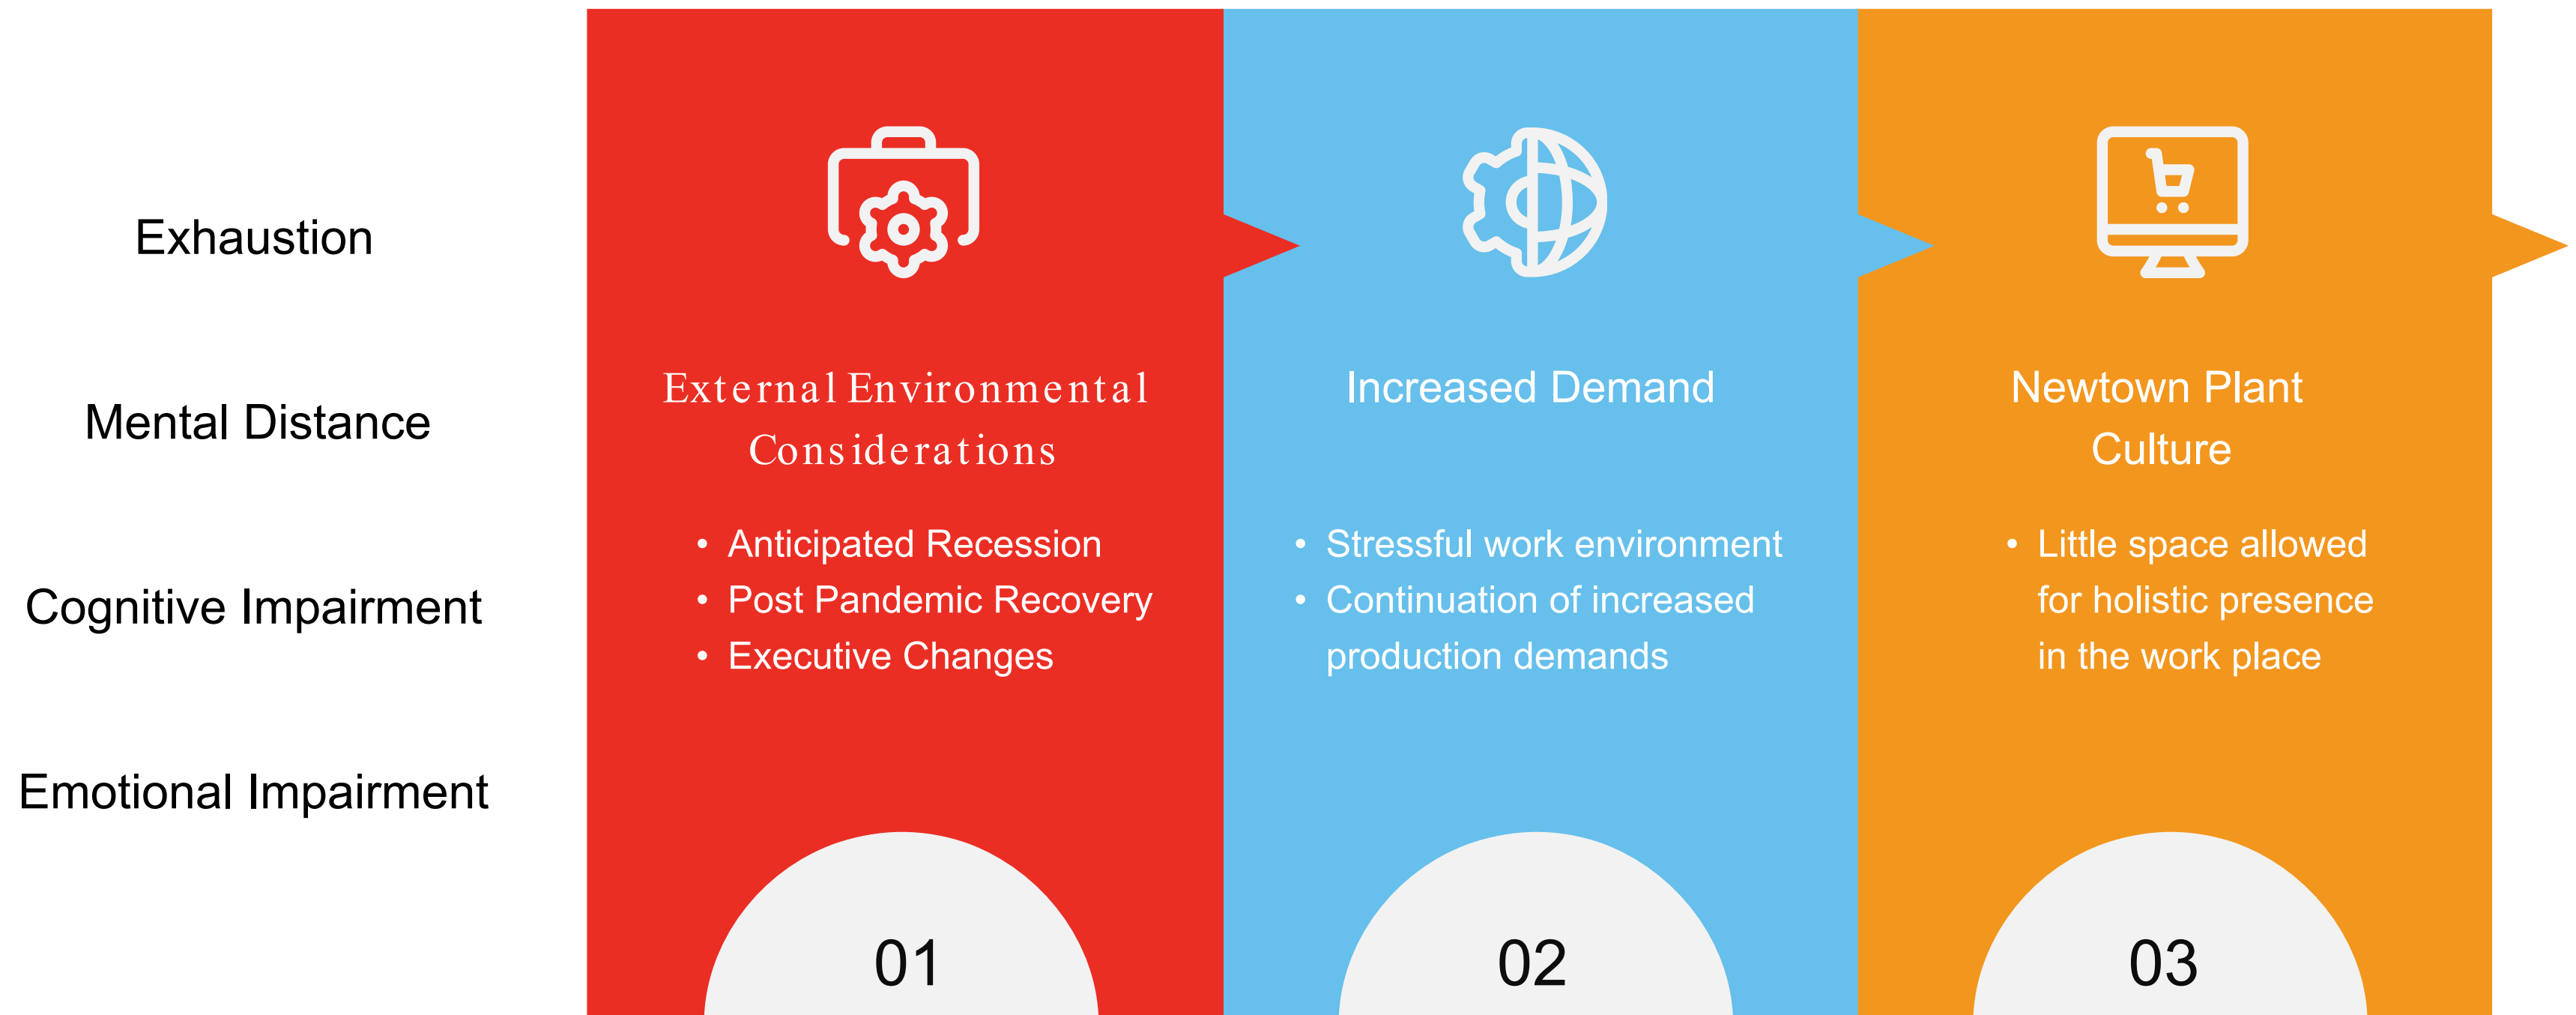 Exhaustion
Mental Distance
Cognitive Impairment
Emotional Impairment
External Environmental
Considerations
• Anticipated Recession
• Post Pandemic Recovery
• Executive Changes
01
Increased Demand
• Stressful work environment
• Continuation of increased
production demands
02
Newtown Plant
Culture
• Little space allowed
for holistic presence
in the work place
03